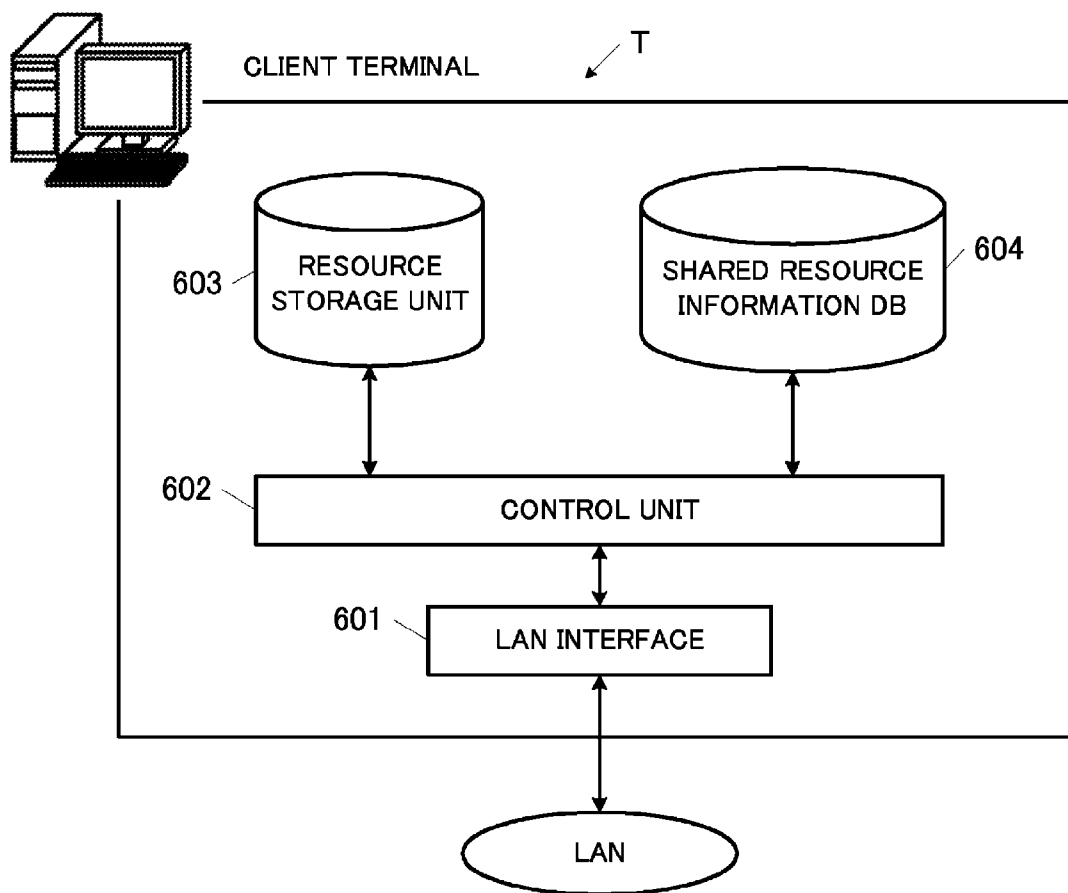 T
CLIENT TERMINAL
603
RESOURCE
STORAGE UNIT
604
SHARED RESOURCE
INFORMATION DB
602
CONTROL UNIT
601
LAN INTERFACE
LAN